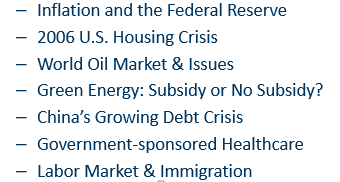 – Inflation and the Federal Reserve
– 2006 U.S. Housing Crisis
– World Oil Market & Issues
– Green Energy: Subsidy or No Subsidy?
– China's Growing Debt Crisis
– Government-sponsored Healthcare
– Labor Market & Immigration